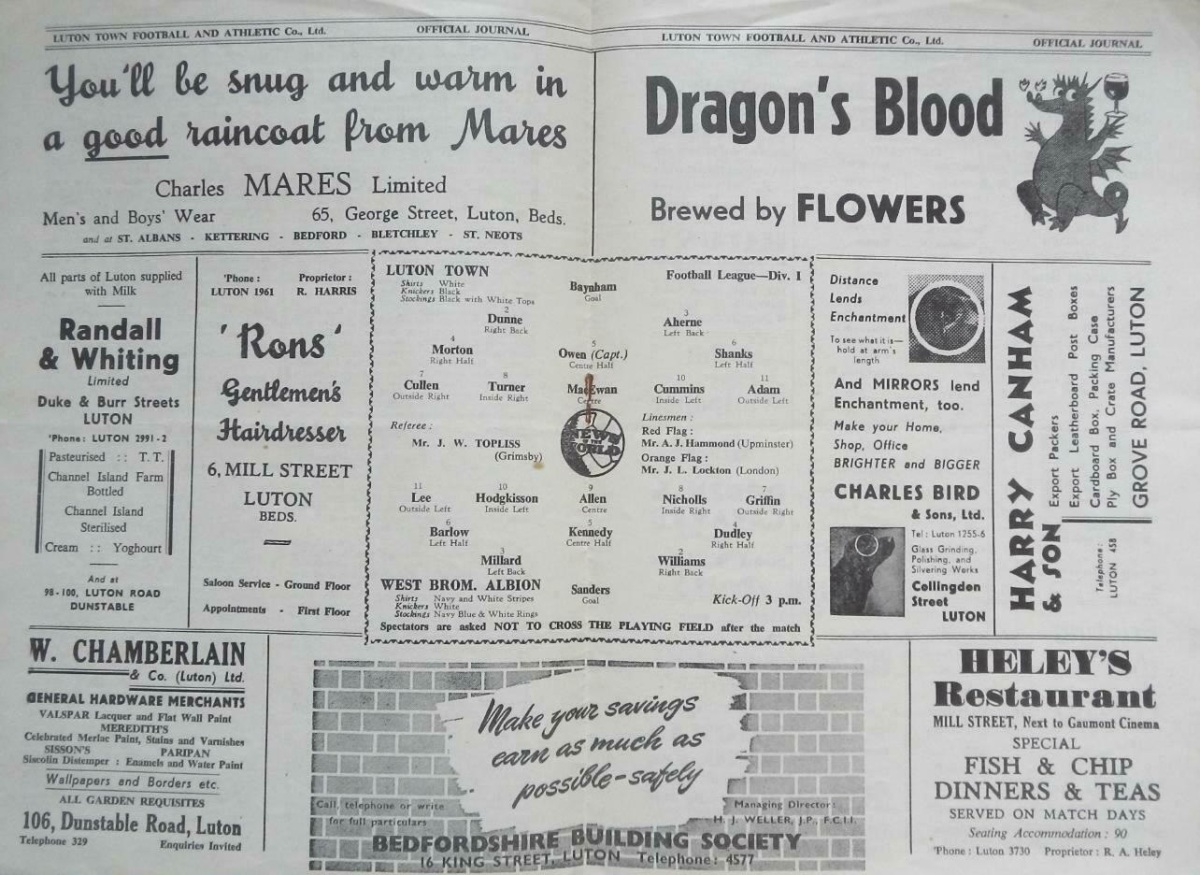 LUTON TOWN FOOTBALL AND ATHLETIC Co., Ltd. OFFICIAL JOURNAL
LUTON TOWN FOOTBALL AND ATHLETIC Co., Ltd. OFFICIAL JOURNAL
You'll be snug and warm in
a good raincoat from Mares
Charles MARES Limited
Men's and Boys' Wear 65, George Street, Luton, Beds.
and at ST. ALBANS - KETTERING - BEDFORD - BLETCHLEY - ST. NEOTS
Dragon's Blood
Brewed by FLOWERS
All parts of Luton supplied
with Milk
Randall
& Whiting
Limited
Duke & Burr Streets
LUTON
'Phone: LUTON 2991-2
Pasteurised :: T.T.
Channel Island Farm
Bottled
Channel Island
Sterilised
Cream :: Yoghourt
And at
98-100, LUTON ROAD
DUNSTABLE
'Phone: Proprietor:
LUTON 1961 R. HARRIS
'Rons'
Gentlemen's
Hairdresser
6, MILL STREET
LUTON
BEDS.
Saloon Service - Ground Floor
Appointments - First Floor
LUTON TOWN Football League—Div. 1
Shirts White
Knickers Black
Stockings Black with White Tops
Baynham
Goal
2 3
Dunne Aherne
Right Back Left Back
4 5 6
Morton Owen (Capt.) Shanks
Right Half Centre Half Left Half
7 8 10 11
Cullen Turner MacEwan Cummins Adam
Outside Right Inside Right Centre Inside Left Outside Left
Referee:
Mr. J. W. TOPLISS
(Grimsby)
NEWS
OF THE
WORLD
Linesmen:
Red Flag:
Mr. A. J. Hammond (Upminster)
Orange Flag:
Mr. J. L. Lockton (London)
11 10 9 8 7
Lee Hodgkisson Allen Nicholls Griffin
Outside Left Inside Left Centre Inside Right Outside Right
6 5 4
Barlow Kennedy Dudley
Left Half Centre Half Right Half
3 2
Millard Williams
Left Back Right Back
WEST BROM. ALBION
Shirts Navy and White Stripes
Knickers White
Stockings Navy Blue & White Rings
Sanders
Goal
Kick-Off 3 p.m.
Spectators are asked NOT TO CROSS THE PLAYING FIELD after the match
Distance
Lends
Enchantment
To see what it is—
hold at arm's
length
And MIRRORS lend
Enchantment, too.
Make your Home,
Shop, Office
BRIGHTER and BIGGER
CHARLES BIRD
& Sons, Ltd.
Tel: Luton 1255-6
Glass Grinding,
Polishing, and
Silvering Works
Collingdon
Street
LUTON
HARRY CANHAM
& SON
Export Packers
Export Leatherboard Post Boxes
Cardboard Box, Packing Case
Ply Box and Crate Manufacturers
GROVE ROAD, LUTON
Telephone:
LUTON 458
W. CHAMBERLAIN
& Co. (Luton) Ltd.
GENERAL HARDWARE MERCHANTS
VALSPAR Lacquer and Flat Wall Paint
MEREDITH'S
Celebrated Merlac Paint, Stains and Varnishes
SISSON'S PARIPAN
Siscolin Distemper : Enamels and Water Paint
Wallpapers and Borders etc.
ALL GARDEN REQUISITES
106, Dunstable Road, Luton
Telephone 329 Enquiries Invited
Make your savings
earn as much as
possible-safely
Call, telephone or write
for full particulars
Managing Director:
H. J. WELLER, J.P., F.C.I.I.
BEDFORDSHIRE BUILDING SOCIETY
16 KING STREET, LUTON Telephone: 4577
HELEY'S
Restaurant
MILL STREET, Next to Gaumont Cinema
SPECIAL
FISH & CHIP
DINNERS & TEAS
SERVED ON MATCH DAYS
Seating Accommodation : 90
'Phone: Luton 3730 Proprietor: R. A. Heley